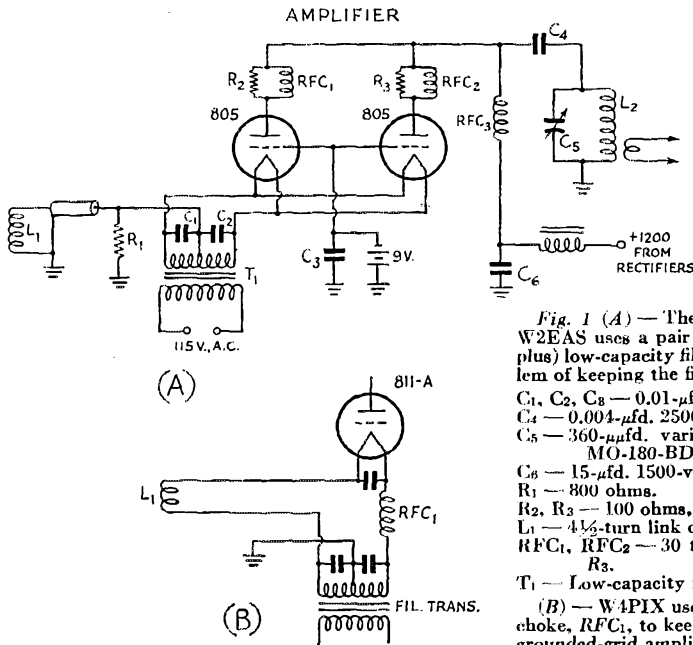 AMPLIFIER
C4
R2
RFC1
R3
RFC2
805
805
RFC3
C5
L2
L1
R1
C1
C2
T1
C3
9V.
C6
+1200
FROM
RECTIFIERS
115 V., A.C.
(A)
811-A
L1
RFC1
(B)
FIL. TRANS.
Fig. 1 (A) — The
W2EAS uses a pair
plus) low-capacity fil
lem of keeping the fi
C1, C2, C3 — 0.01-μf
C4 — 0.004-μfd. 2500
C5 — 360-μμfd. vari
MO-180-BD
C6 — 15-μfd. 1500-v
R1 — 800 ohms.
R2, R3 — 100 ohms,
L1 — 4½-turn link c
RFC1, RFC2 — 30 t
R3.
T1 — Low-capacity
(B) — W4PIX use
choke, RFC1, to kee
grounded-grid ampli